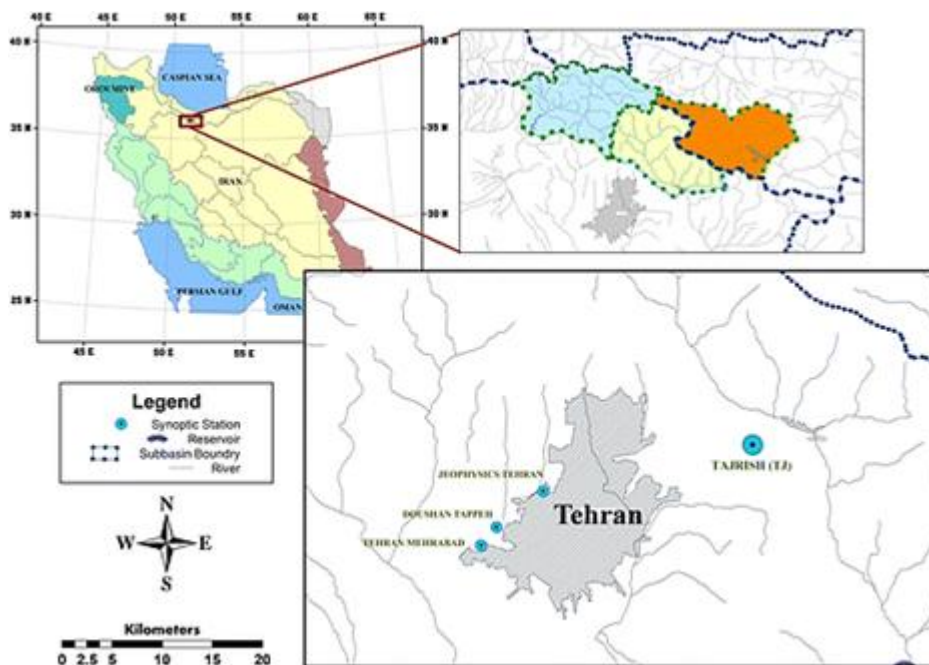 40 E 45 E 50 E 55 E 60 E
40 N
35 N
30 N
25 N
CASPIAN SEA
IRAN
PERSIAN GULF
OMAN
45 E 50 E 55 E
40 N
35 N
30 N
Legend
Synoptic Station
Reservoir
Subbasin Boundry
River
N
W E
S
Kilometers
0 2.5 5 10 15 20
TAJRISH (TJ)
JEOPHYSICS TEHRAN
Tehran
DOUSHAN TAPPEH
TEHRAN MEHRABAD